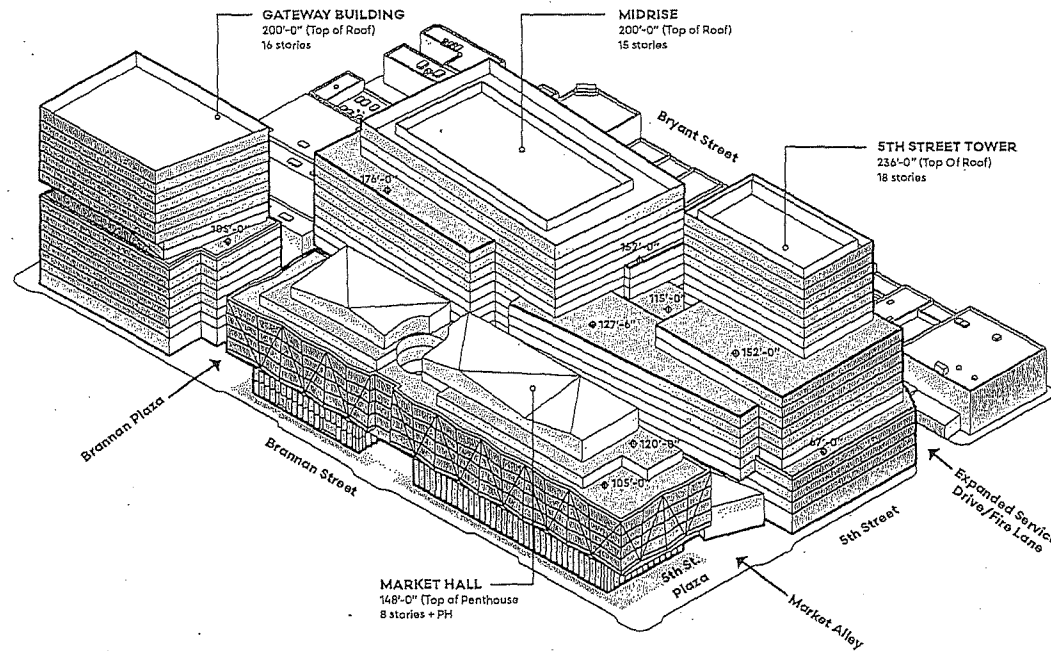 GATEWAY BUILDING
200'-0" (Top of Roof)
16 stories
MIDRISE
200'-0" (Top of Roof)
15 stories
Bryant Street
5TH STREET TOWER
236'-0" (Top Of Roof)
18 stories
176'-0"
105'-0"
152'-0"
115'-0"
127'-6"
152'-0"
Brannan Plaza
Brannan Street
120'-8"
67'-0"
105'-0"
Expanded Service
Drive/Fire Lane
5th Street
5th St.
Plaza
Market Alley
MARKET HALL
148'-0" (Top of Penthouse
8 stories + PH